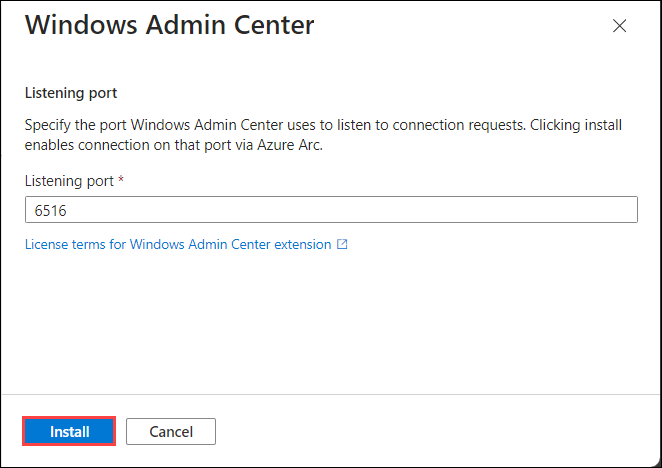 Windows Admin Center
Listening port
Specify the port Windows Admin Center uses to listen to connection requests. Clicking install
enables connection on that port via Azure Arc.
Listening port *
6516
License terms for Windows Admin Center extension
Install
Cancel